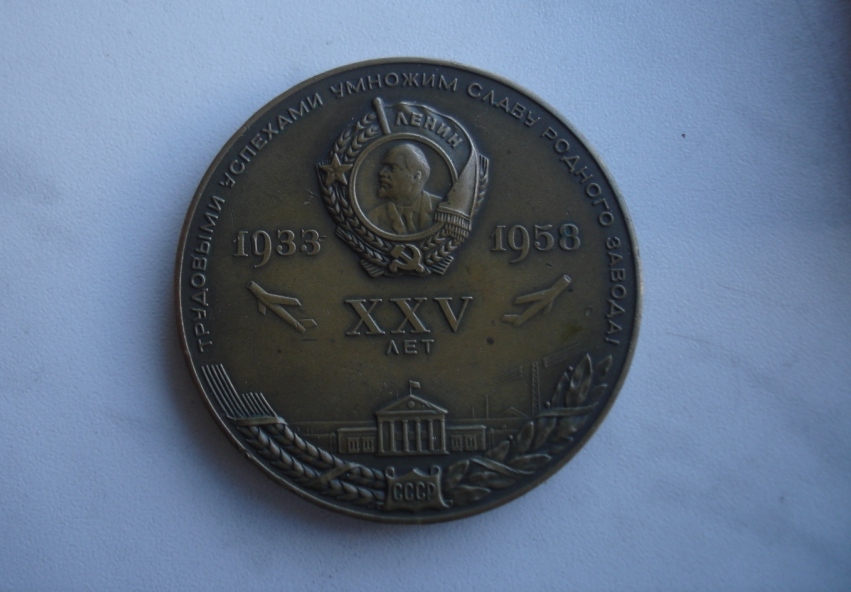 ТРУДОВЫМИ УСПЕХАМИ УМНОЖИМ СЛАВУ РОДНОГО ЗАВОДА!
ЛЕНИН
1933 1958
XXV
ЛЕТ
СССР